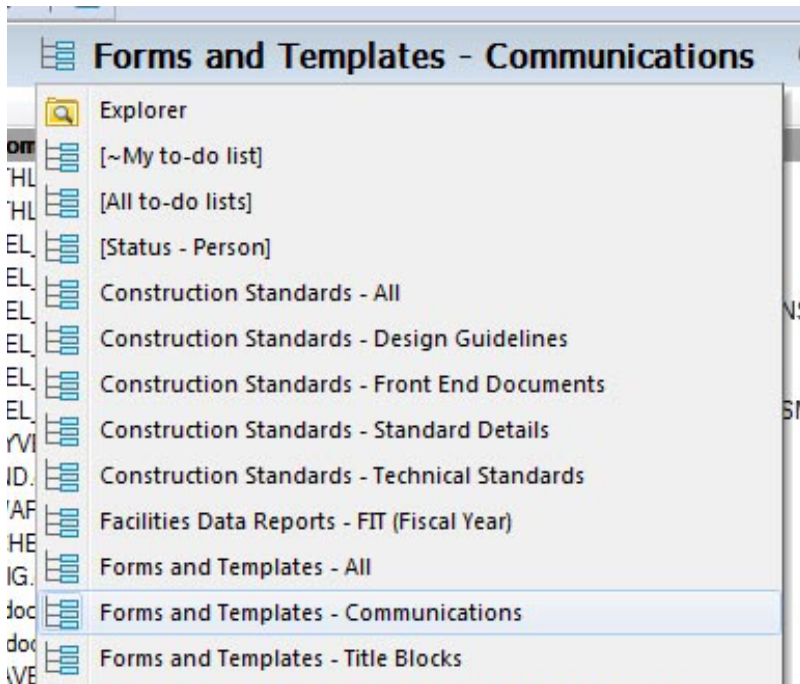 Forms and Templates - Communications
Explorer
[~My to-do list]
[All to-do lists]
[Status - Person]
Construction Standards - All
Construction Standards - Design Guidelines
Construction Standards - Front End Documents
Construction Standards - Standard Details
Construction Standards - Technical Standards
Facilities Data Reports - FIT (Fiscal Year)
Forms and Templates - All
Forms and Templates - Communications
Forms and Templates - Title Blocks